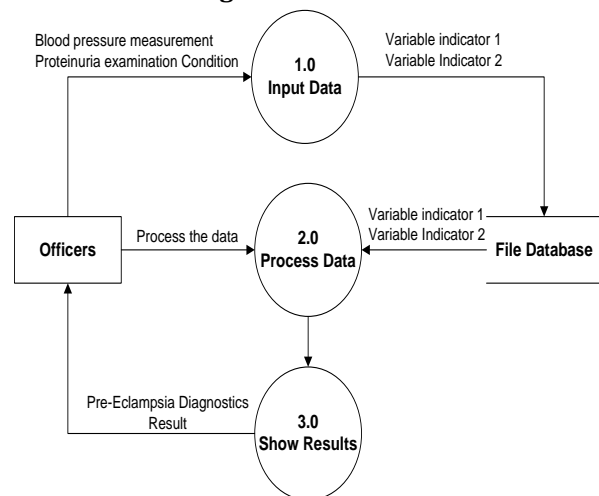 Blood pressure measurement
Proteinuria examination Condition
1.0
Input Data
Variable indicator 1
Variable Indicator 2
Officers
Process the data
2.0
Process Data
Variable indicator 1
Variable Indicator 2
File Database
Pre-Eclampsia Diagnostics
Result
3.0
Show Results